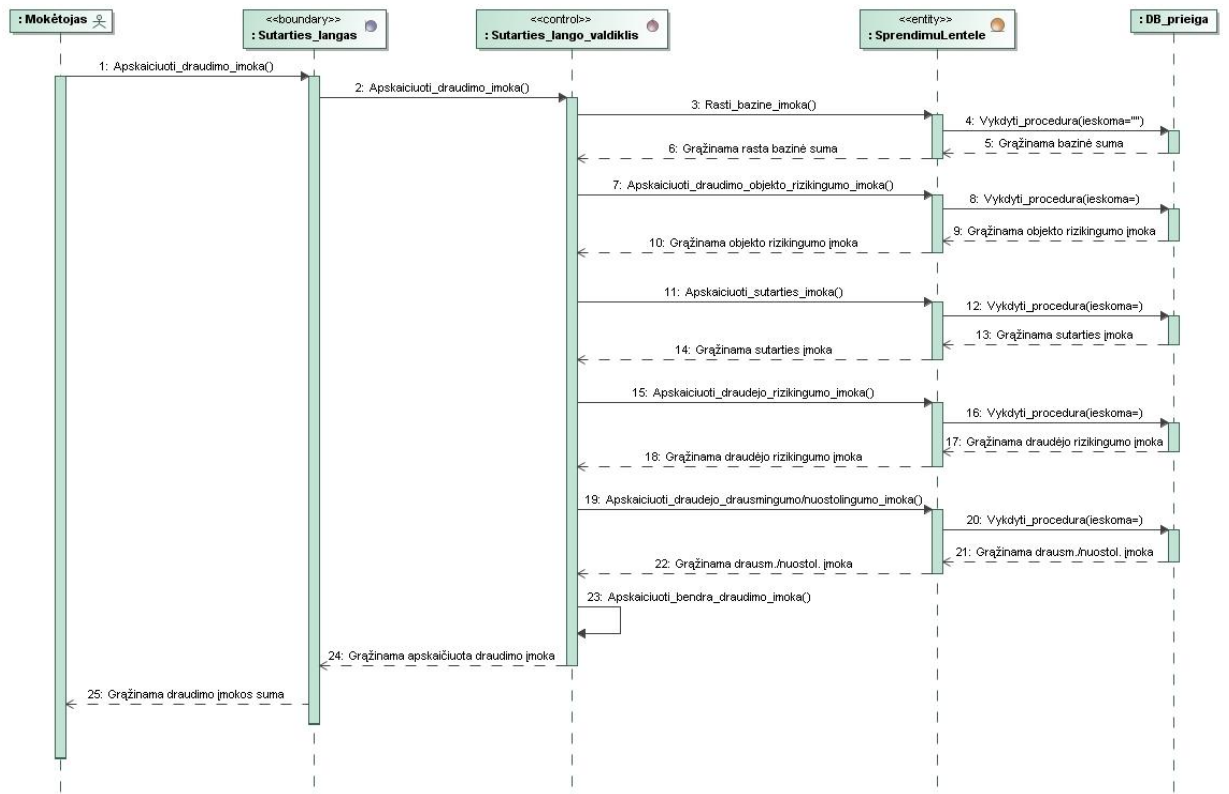 : Mokėtojas
<<boundary>>
: Sutarties_langas
<<control>>
: Sutarties_lango_valdiklis
<<entity>>
: SprendimuLentele
: DB_prieiga
1: Apskaiciuoti_draudimo_imoka()
2: Apskaiciuoti_draudimo_imoka()
3: Rasti_bazine_imoka()
4: Vykdyti_procedura(ieskoma="")
5: Grąžinama bazinė suma
6: Grąžinama rasta bazinė suma
7: Apskaiciuoti_draudimo_objekto_rizikingumo_imoka()
8: Vykdyti_procedura(ieskoma=)
9: Grąžinama objekto rizikingumo įmoka
10: Grąžinama objekto rizikingumo įmoka
11: Apskaiciuoti_sutarties_imoka()
12: Vykdyti_procedura(ieskoma=)
13: Grąžinama sutarties įmoka
14: Grąžinama sutarties įmoka
15: Apskaiciuoti_draudejo_rizikingumo_imoka()
16: Vykdyti_procedura(ieskoma=)
17: Grąžinama draudėjo rizikingumo įmoka
18: Grąžinama draudėjo rizikingumo įmoka
19: Apskaiciuoti_draudejo_drausmingumo/nuostolingumo_imoka()
20: Vykdyti_procedura(ieskoma=)
21: Grąžinama drausm./nuostol. įmoka
22: Grąžinama drausm./nuostol. įmoka
23: Apskaiciuoti_bendra_draudimo_imoka()
24: Grąžinama apskaičiuota draudimo įmoka
25: Grąžinama draudimo įmokos suma